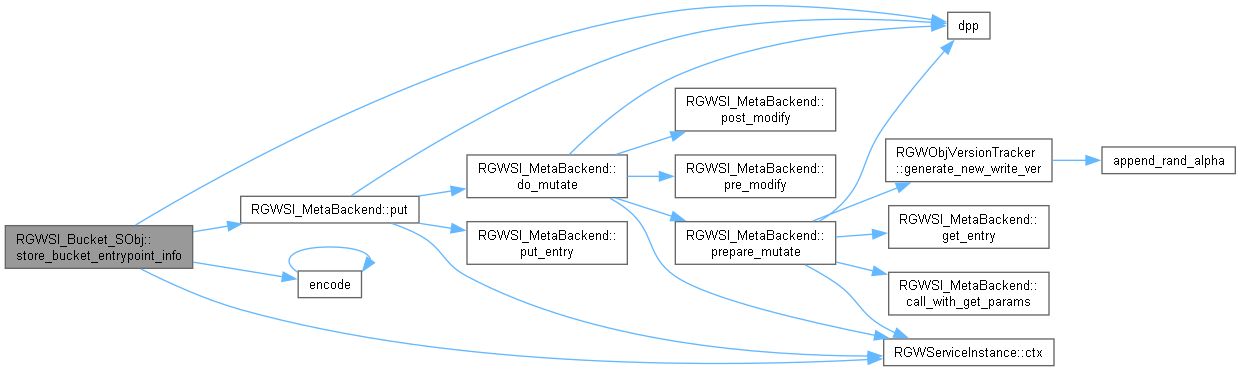 RGWSI_Bucket_SObj::
store_bucket_entrypoint_info
RGWSI_MetaBackend::put
encode
RGWSI_MetaBackend::
do_mutate
RGWSI_MetaBackend::
put_entry
RGWSI_MetaBackend::
post_modify
RGWSI_MetaBackend::
pre_modify
RGWSI_MetaBackend::
prepare_mutate
dpp
RGWObjVersionTracker
::generate_new_write_ver
RGWSI_MetaBackend::
get_entry
RGWSI_MetaBackend::
call_with_get_params
RGWServiceInstance::ctx
append_rand_alpha